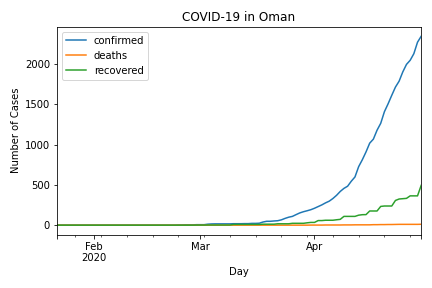 COVID-19 in Oman
confirmed
deaths
recovered
Number of Cases
2000
1500
1000
500
0
Feb
2020
Mar
Apr
Day